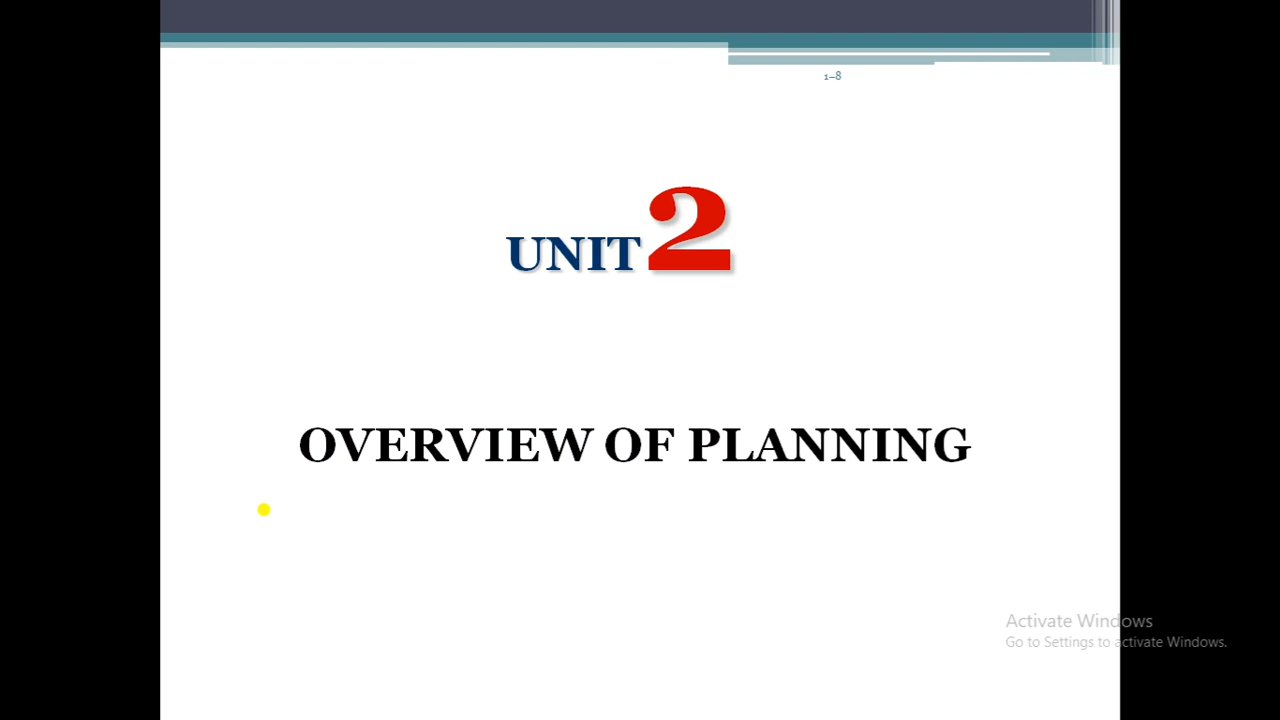 1–8
UNIT 2
OVERVIEW OF PLANNING
Activate Windows
Go to Settings to activate Windows.